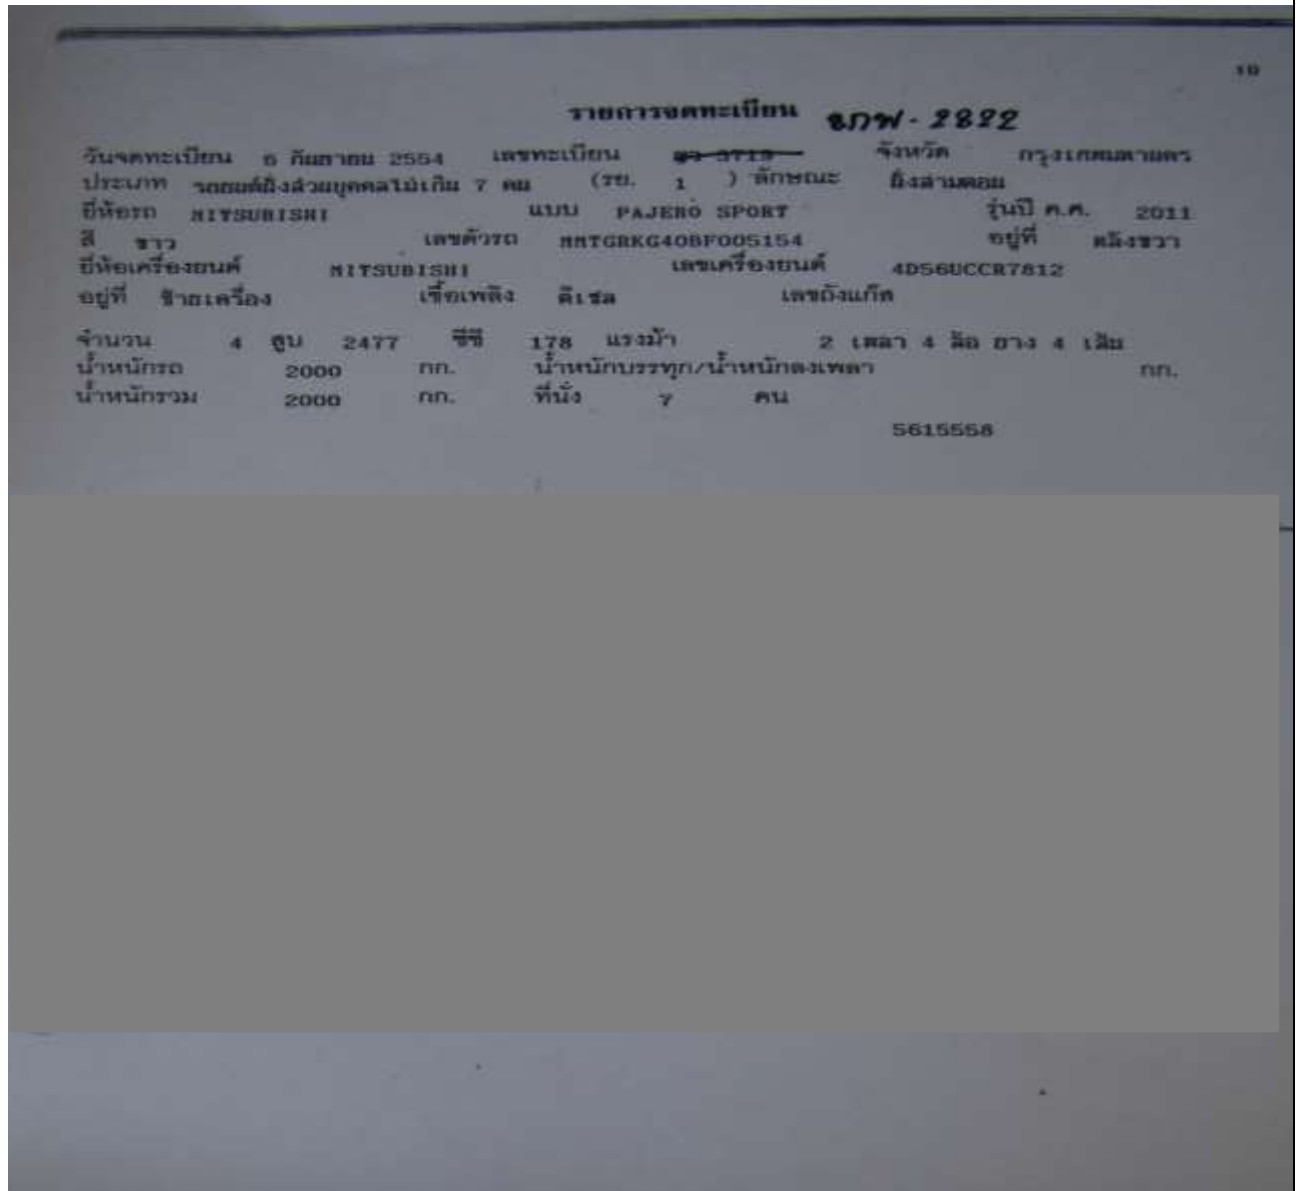 10
รายการจดทะเบียน ฆภพ - 2822
วันจดทะเบียน 6 กันยายน 2554 เลขทะเบียน จังหวัด กรุงเทพมหานคร
ประเภท รถยนต์นั่งส่วนบุคคลไม่เกิน 7 คน (รย. 1 ) ลักษณะ นั่งสามตอน
ยี่ห้อรถ MITSUBISHI แบบ PAJERO SPORT รุ่นปี ค.ศ. 2011
สี ขาว เลขตัวรถ MMTGRKG40BF005154 อยู่ที่ หลังขวา
ยี่ห้อเครื่องยนต์ MITSUBISHI เลขเครื่องยนต์ 4D56UCCR7812
อยู่ที่ ซ้ายเครื่อง เชื้อเพลิง ดีเซล เลขถังแก๊ส
จำนวน 4 สูบ 2477 ซีซี 178 แรงม้า 2 เพลา 4 ล้อ ยาง 4 เส้น
น้ำหนักรถ 2000 กก. น้ำหนักบรรทุก/น้ำหนักลงเพลา กก.
น้ำหนักรวม 2000 กก. ที่นั่ง 7 คน
5615558